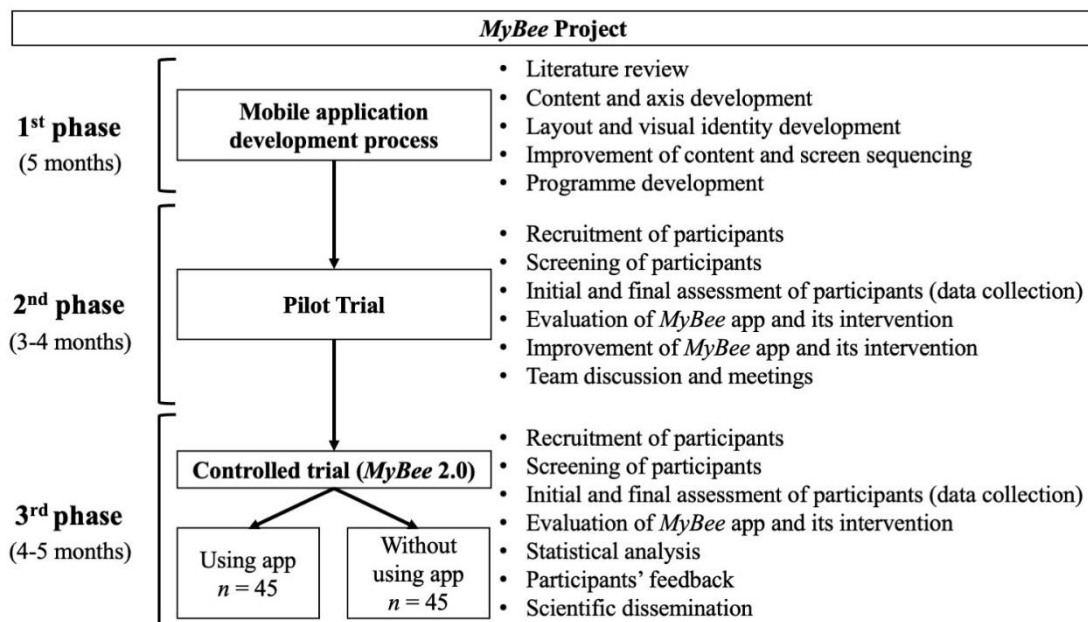 MyBee Project
1st phase
(5 months)
Mobile application
development process
• Literature review
• Content and axis development
• Layout and visual identity development
• Improvement of content and screen sequencing
• Programme development
2nd phase
(3-4 months)
Pilot Trial
• Recruitment of participants
• Screening of participants
• Initial and final assessment of participants (data collection)
• Evaluation of MyBee app and its intervention
• Improvement of MyBee app and its intervention
• Team discussion and meetings
3rd phase
(4-5 months)
Controlled trial (MyBee 2.0)
Using app
n = 45
Without
using app
n = 45
• Recruitment of participants
• Screening of participants
• Initial and final assessment of participants (data collection)
• Evaluation of MyBee app and its intervention
• Statistical analysis
• Participants’ feedback
• Scientific dissemination